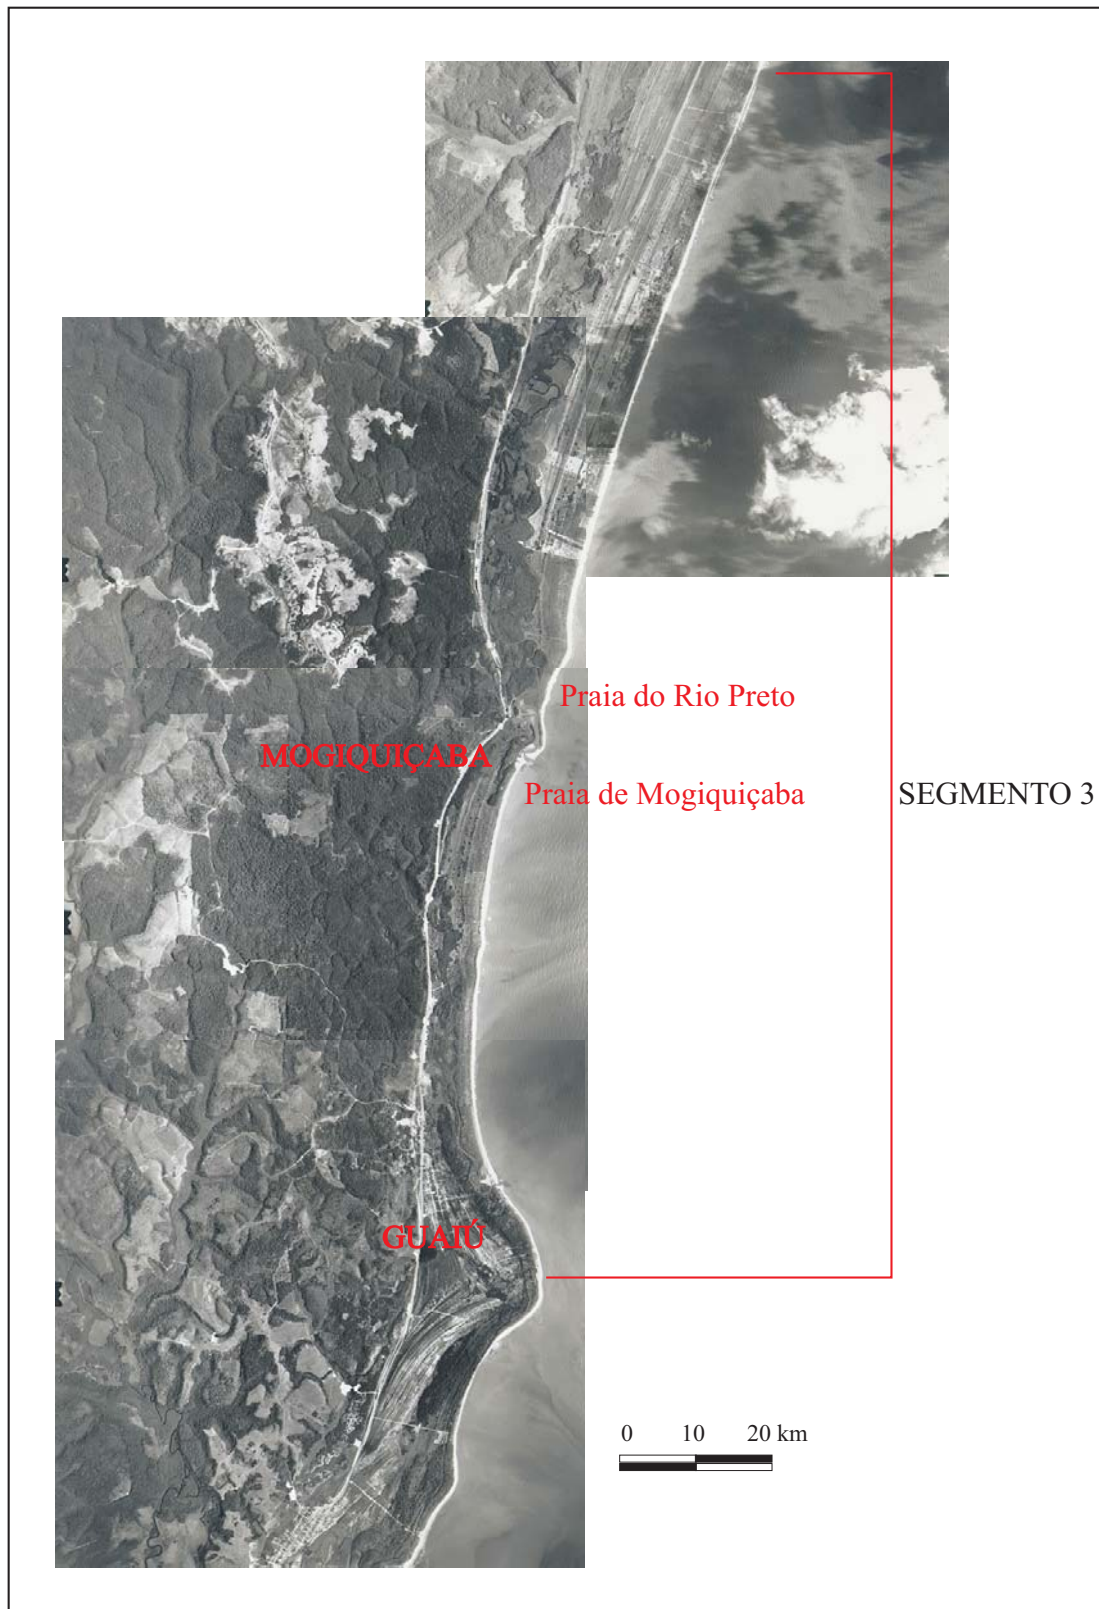 Praia do Rio Preto
MOGIQUIÇABA
Praia de Mogiquiçaba
SEGMENTO 3
GUAIÚ
0 10 20 km